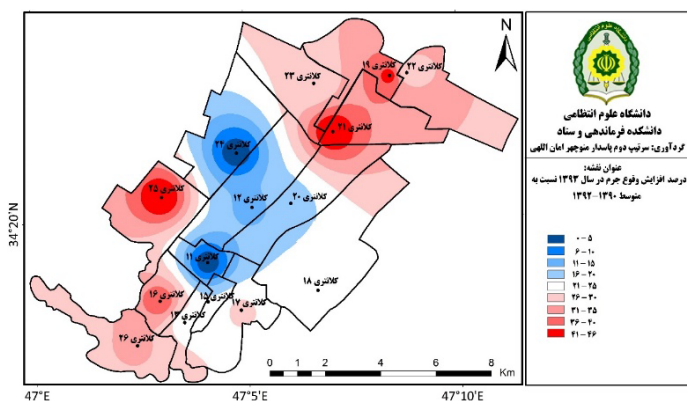 N
کلانتری ۱۹
کلانتری ۲۲
کلانتری ۲۳
کلانتری ۲۱
کلانتری ۲۴
کلانتری ۲۵
کلانتری ۱۲
کلانتری ۲۰
کلانتری ۱۱
کلانتری ۱۸
کلانتری ۱۶
کلانتری ۱۵
کلانتری ۱۷
کلانتری ۱۳
کلانتری ۲۶
34°20'N
0 1 2 4 6 8
Km
47°E
47°5'E
47°10'E
دانشگاه علوم انتظامی
دانشگاه علوم انتظامی
دانشکده فرماندهی و ستاد
گردآوری: سرتیپ دوم پاسدار منوچهر امان اللهی
عنوان نقشه:
درصد افزایش وقوع جرم در سال ۱۳۹۳ نسبت به
متوسط ۱۳۹۰-۱۳۹۲
۰ - ۵
۶ - ۱۰
۱۱ - ۱۵
۱۶ - ۲۰
۲۱ - ۲۵
۲۶ - ۳۰
۳۱ - ۳۵
۳۶ - ۴۰
۴۱ - ۴۶